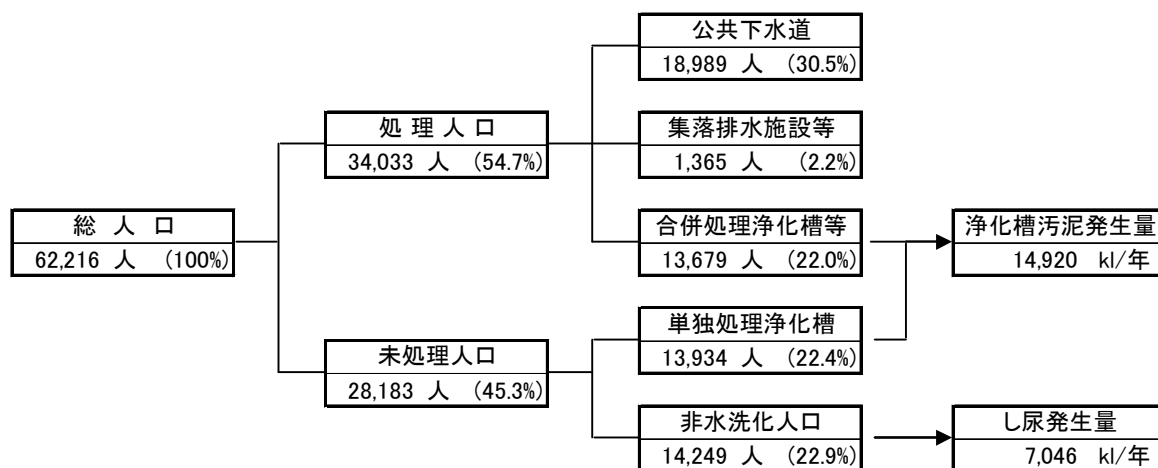 公共下水道
18,989 人 (30.5%)
処 理 人 口
34,033 人 (54.7%)
集落排水施設等
1,365 人 (2.2%)
総 人 口
62,216 人 (100%)
合併処理浄化槽等
13,679 人 (22.0%)
浄化槽汚泥発生量
14,920 kl/年
単独処理浄化槽
13,934 人 (22.4%)
未処理人口
28,183 人 (45.3%)
非水洗化人口
14,249 人 (22.9%)
し尿発生量
7,046 kl/年